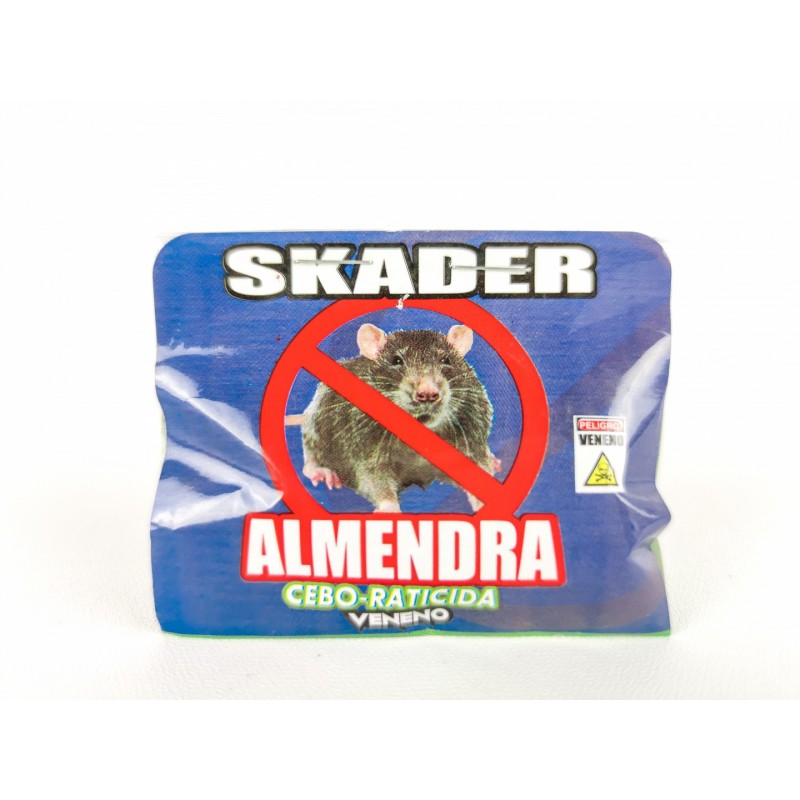 SKADER
PELIGRO
VENENO
ALMENDRA
CEBO-RATICIDA
VENENO